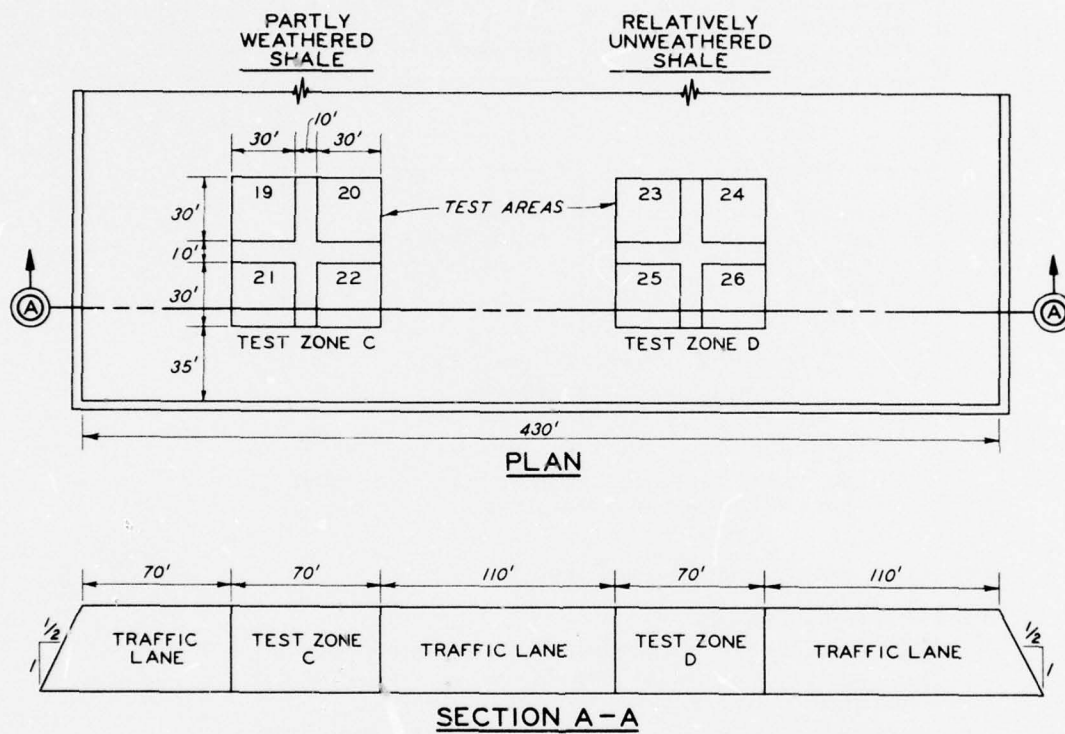 PARTLY
WEATHERED
SHALE
RELATIVELY
UNWEATHERED
SHALE
10'
30'
30'
30'
10'
30'
35'
19
20
21
22
TEST AREAS
23
24
25
26
A
A
TEST ZONE C
TEST ZONE D
430'
PLAN
70'
70'
110'
70'
110'
1/2
1
TRAFFIC
LANE
TEST ZONE
C
TRAFFIC LANE
TEST ZONE
D
TRAFFIC LANE
1/2
1
SECTION A-A